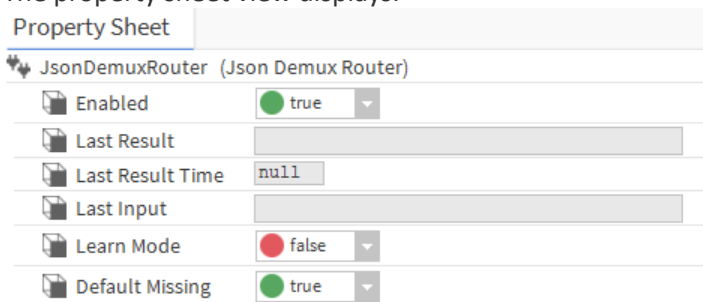 The property sheet view displays.
Property Sheet
JsonDemuxRouter (Json Demux Router)
Enabled true
Last Result
Last Result Time null
Last Input
Learn Mode false
Default Missing true